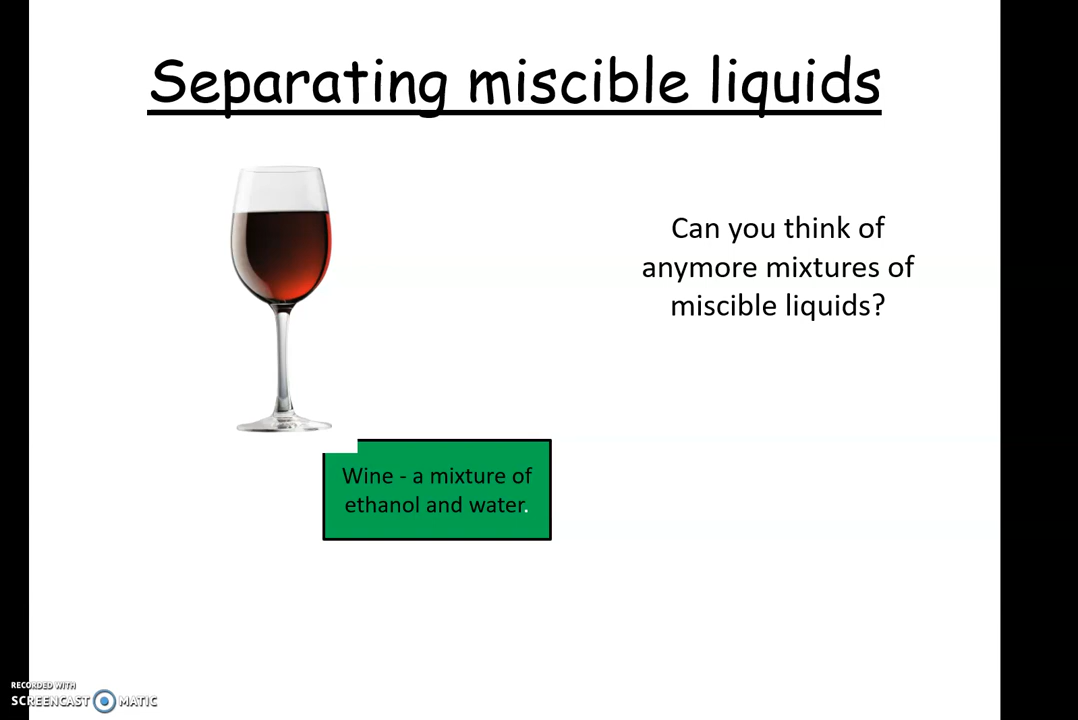 Separating miscible liquids
Can you think of
anymore mixtures of
miscible liquids?
Wine - a mixture of
ethanol and water.
RECORDED WITH
SCREENCAST MATIC